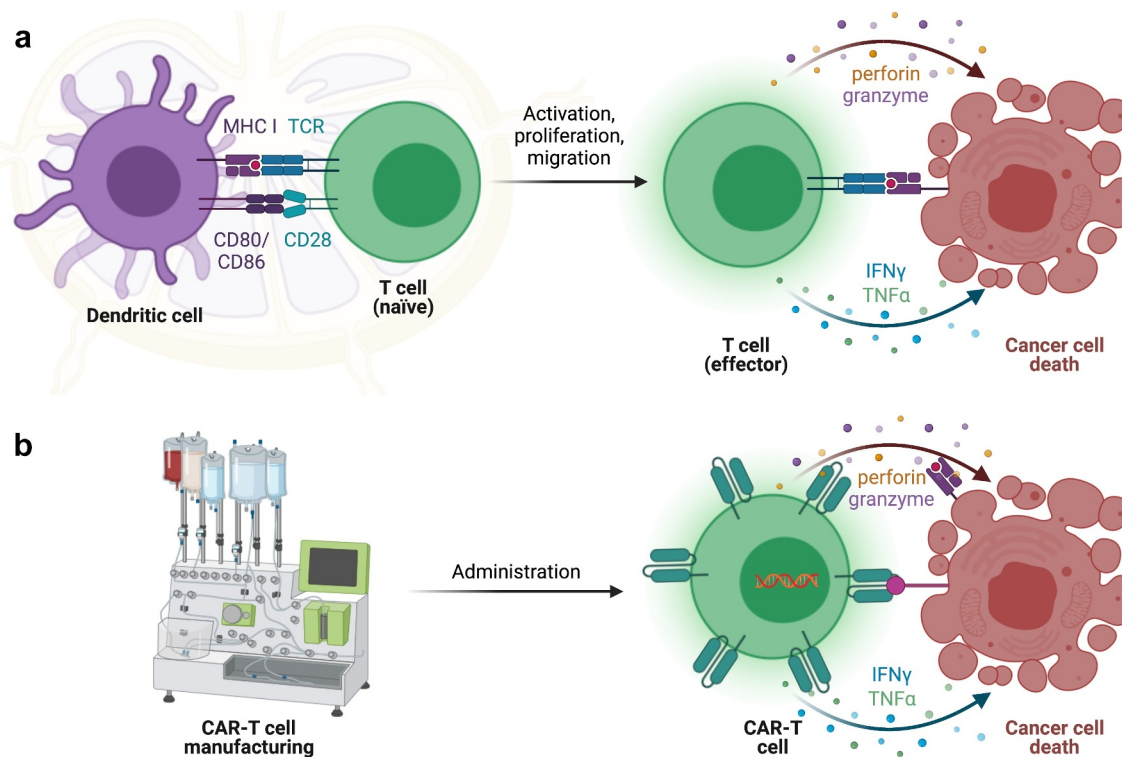 a
MHC I TCR
CD80/
CD86
CD28
Dendritic cell
T cell
(naïve)
Activation,
proliferation,
migration
perforin
granzyme
IFNγ
TNFα
T cell
(effector)
Cancer cell
death
b
CAR-T cell
manufacturing
Administration
perforin
granzyme
IFNγ
TNFα
CAR-T
cell
Cancer cell
death